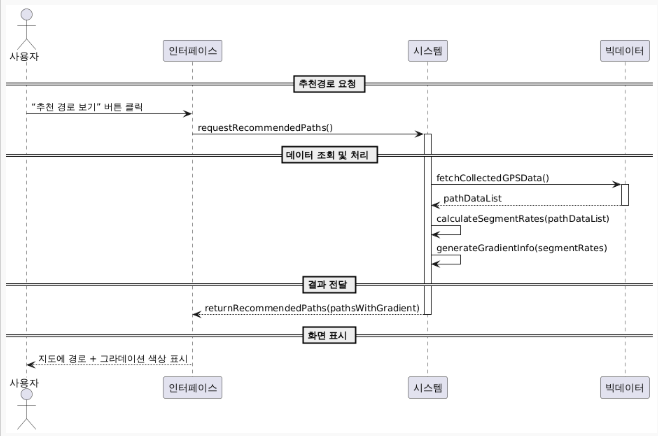 사용자
인터페이스
시스템
빅데이터
추천경로 요청
"추천 경로 보기" 버튼 클릭
requestRecommendedPaths()
데이터 조회 및 처리
fetchCollectedGPSData()
pathDataList
calculateSegmentRates(pathDataList)
generateGradientInfo(segmentRates)
결과 전달
returnRecommendedPaths(pathsWithGradient)
화면 표시
지도에 경로 + 그라데이션 색상 표시
사용자
인터페이스
시스템
빅데이터